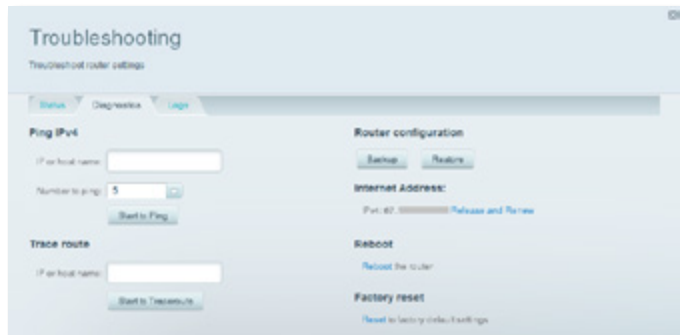 Troubleshooting
Troubleshoot router settings
Status
Diagnostics
Logs
Ping IPv4
IP or host name:
Number to ping:
5
Start to Ping
Trace route
IP or host name:
Start to Traceroute
Router configuration
Backup
Restore
Internet Address:
IPv4: 67.
Release and Renew
Reboot
Reboot the router
Factory reset
Reset to factory default settings